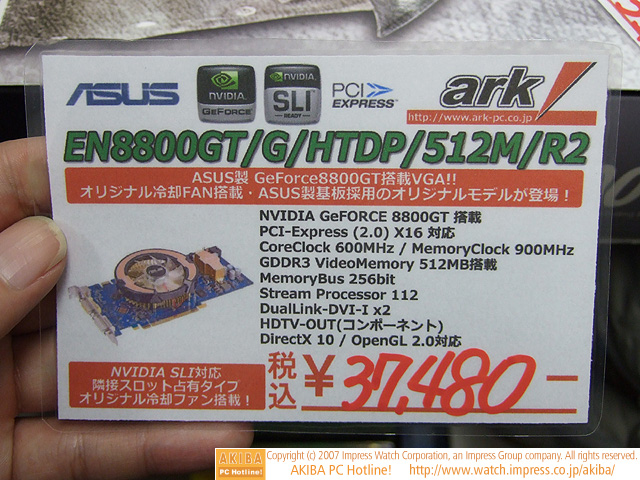 ASUS
NVIDIA
GEFORCE
NVIDIA
SLI
READY
PCI
EXPRESS
ark
http://www.ark-pc.co.jp
EN8800GT/G/HTDP/512M/R2
ASUS製 GeForce8800GT搭載VGA!!
オリジナル冷却FAN搭載・ASUS製基板採用のオリジナルモデルが登場！
NVIDIA GeFORCE 8800GT 搭載
PCI-Express (2.0) X16 対応
CoreClock 600MHz / MemoryClock 900MHz
GDDR3 VideoMemory 512MB搭載
MemoryBus 256bit
Stream Processor 112
DualLink-DVI-I x2
HDTV-OUT(コンポーネント)
DirectX 10 / OpenGL 2.0対応
NVIDIA SLI対応
隣接スロット占有タイプ
オリジナル冷却ファン搭載！
税込 ¥37,480-
AKIBA
PC Hotline!
Copyright (c) 2007 Impress Watch Corporation, an Impress Group company. All rights reserved.
AKIBA PC Hotline! http://www.watch.impress.co.jp/akiba/